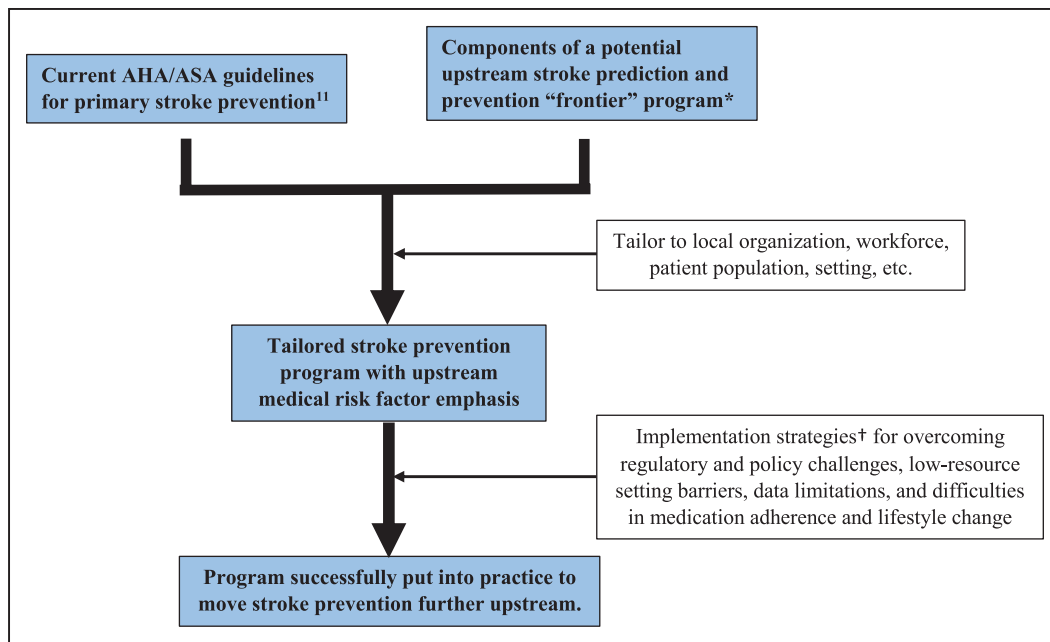 Current AHA/ASA guidelines
for primary stroke prevention¹¹
Components of a potential
upstream stroke prediction and
prevention “frontier” program*
Tailor to local organization, workforce,
patient population, setting, etc.
Tailored stroke prevention
program with upstream
medical risk factor emphasis
Implementation strategies† for overcoming
regulatory and policy challenges, low-resource
setting barriers, data limitations, and difficulties
in medication adherence and lifestyle change
Program successfully put into practice to
move stroke prevention further upstream.